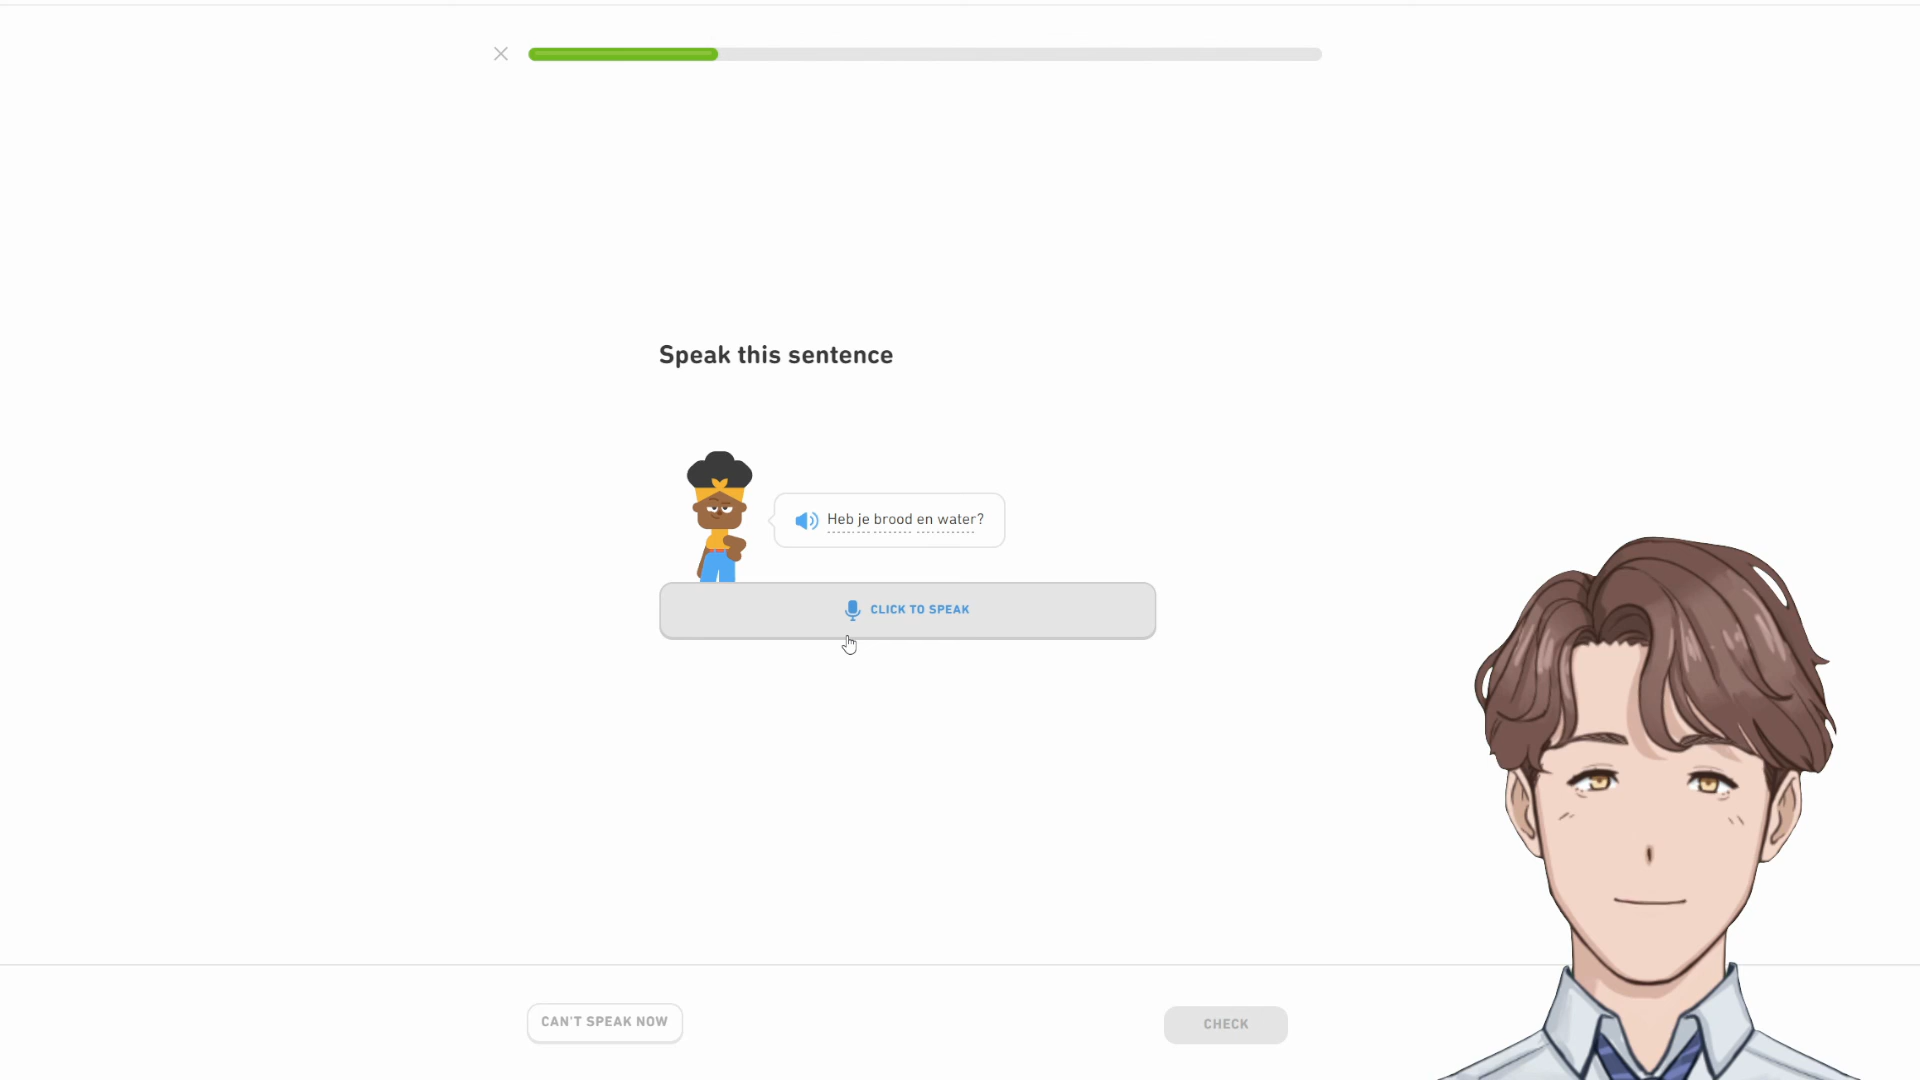 Speak this sentence
Heb je brood en water?
CLICK TO SPEAK
CAN'T SPEAK NOW
CHECK